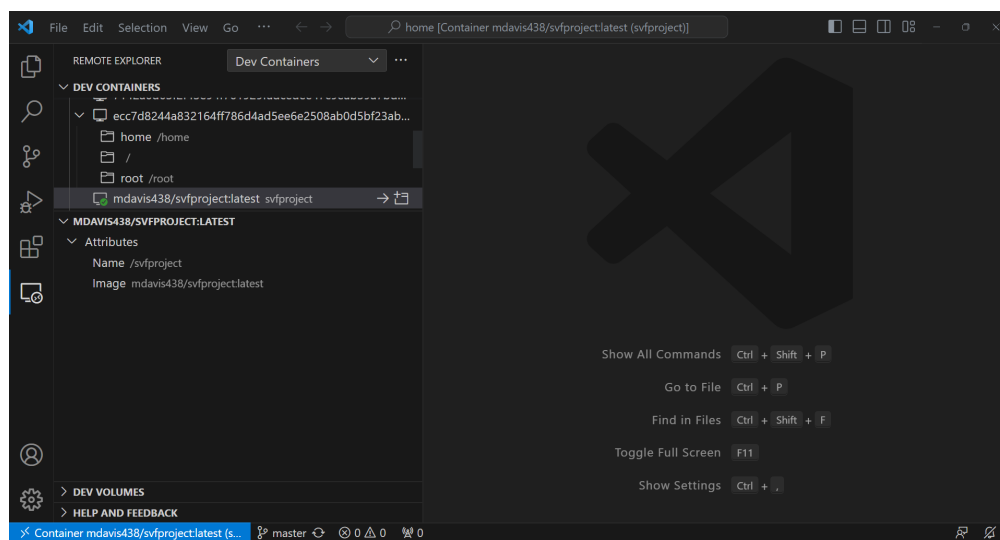 File Edit Selection View Go ··· home [Container mdavis438/svfproject:latest (svfproject)]
REMOTE EXPLORER Dev Containers ···
DEV CONTAINERS
ecc7d8244a832164ff786d4ad5ee6e2508ab0d5bf23ab...
home /home
/
root /root
mdavis438/svfproject:latest svfproject
MDAVIS438/SVFPROJECT:LATEST
Attributes
Name /svfproject
Image mdavis438/svfproject:latest
Show All Commands Ctrl + Shift + P
Go to File Ctrl + P
Find in Files Ctrl + Shift + F
Toggle Full Screen F11
Show Settings Ctrl + ,
DEV VOLUMES
HELP AND FEEDBACK
Container mdavis438/svfproject:latest (s... master 0 0 0